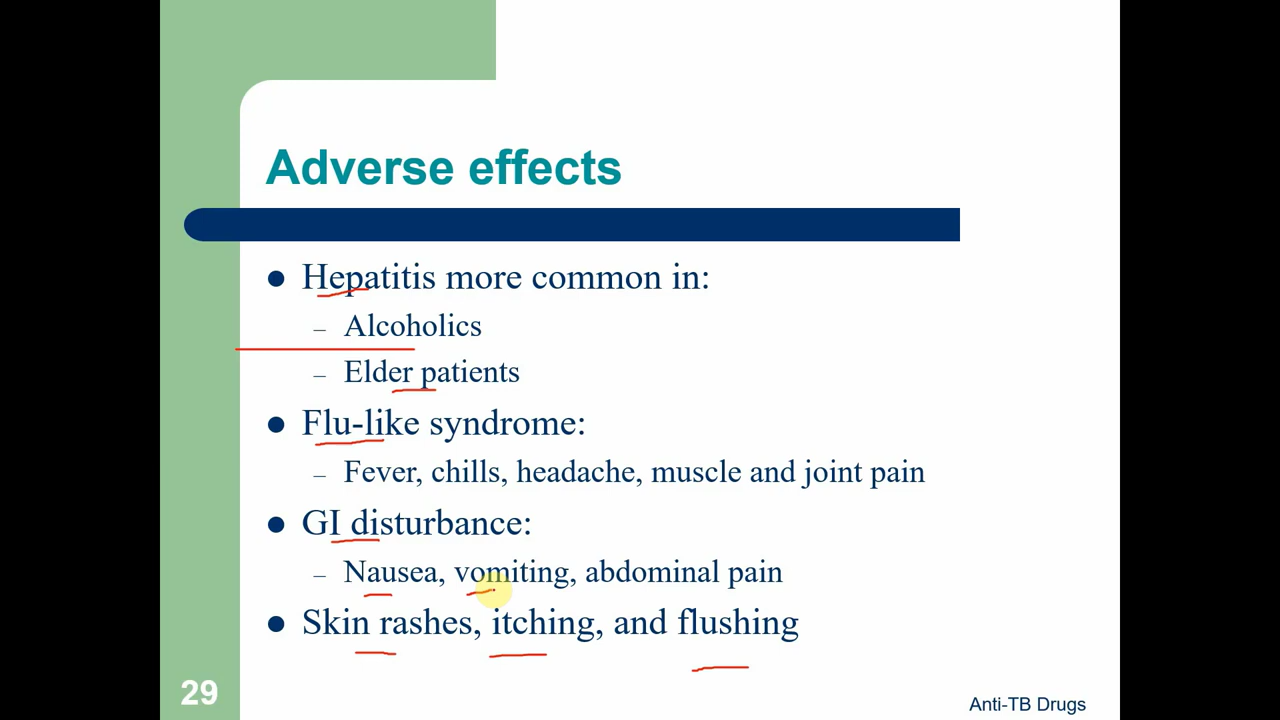 Adverse effects
● Hepatitis more common in:
– Alcoholics
– Elder patients
● Flu-like syndrome:
– Fever, chills, headache, muscle and joint pain
● GI disturbance:
– Nausea, vomiting, abdominal pain
● Skin rashes, itching, and flushing
29
Anti-TB Drugs